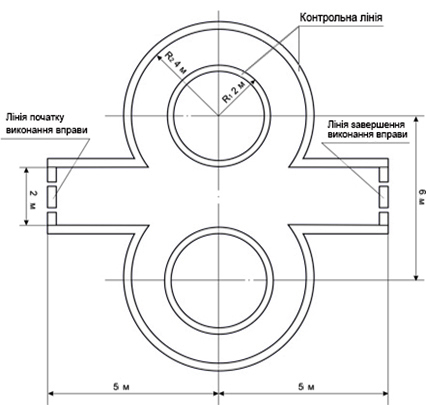 Контрольна лінія
R₂ 4 м
R₁ 2 м
Лінія початку
виконання вправи
Лінія завершення
виконання вправи
2 м
6 м
5 м
5 м